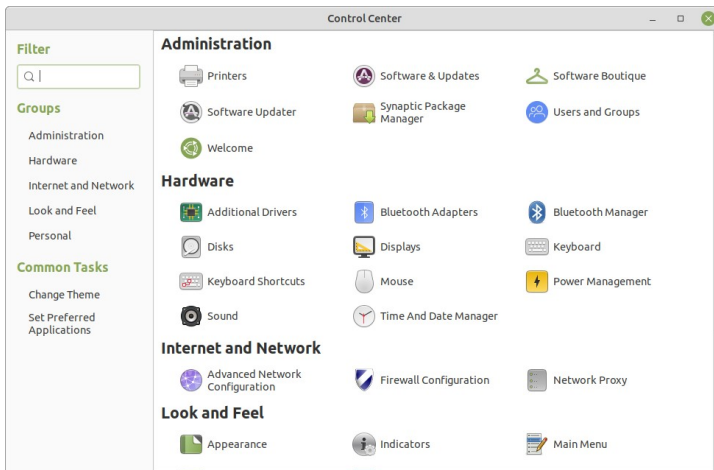 Control Center
Filter
Groups
Administration
Hardware
Internet and Network
Look and Feel
Personal
Common Tasks
Change Theme
Set Preferred
Applications
Administration
Printers
Software & Updates
Software Boutique
Software Updater
Synaptic Package
Manager
Users and Groups
Welcome
Hardware
Additional Drivers
Bluetooth Adapters
Bluetooth Manager
Disks
Displays
Keyboard
Keyboard Shortcuts
Mouse
Power Management
Sound
Time And Date Manager
Internet and Network
Advanced Network
Configuration
Firewall Configuration
Network Proxy
Look and Feel
Appearance
Indicators
Main Menu